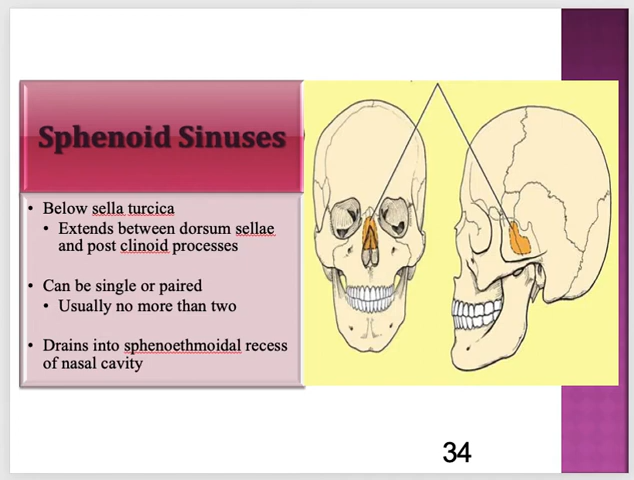 Sphenoid Sinuses
• Below sella turcica
• Extends between dorsum sellae
and post clinoid processes
• Can be single or paired
• Usually no more than two
• Drains into sphenoethmoidal recess
of nasal cavity
34